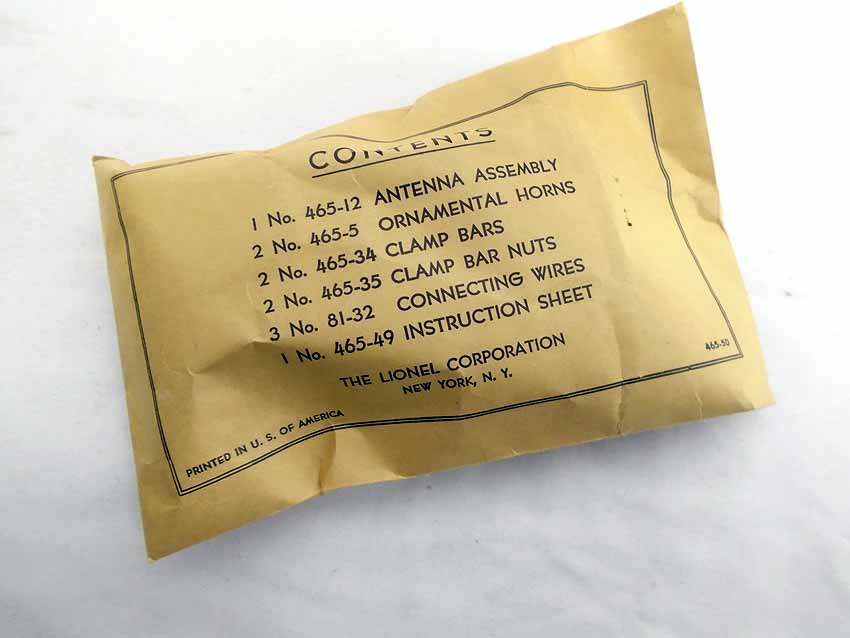 CONTENTS
1 No. 465-12 ANTENNA ASSEMBLY
2 No. 465-5 ORNAMENTAL HORNS
2 No. 465-34 CLAMP BARS
2 No. 465-35 CLAMP BAR NUTS
3 No. 81-32 CONNECTING WIRES
1 No. 465-49 INSTRUCTION SHEET
THE LIONEL CORPORATION
NEW YORK, N. Y.
PRINTED IN U. S. OF AMERICA
465-50